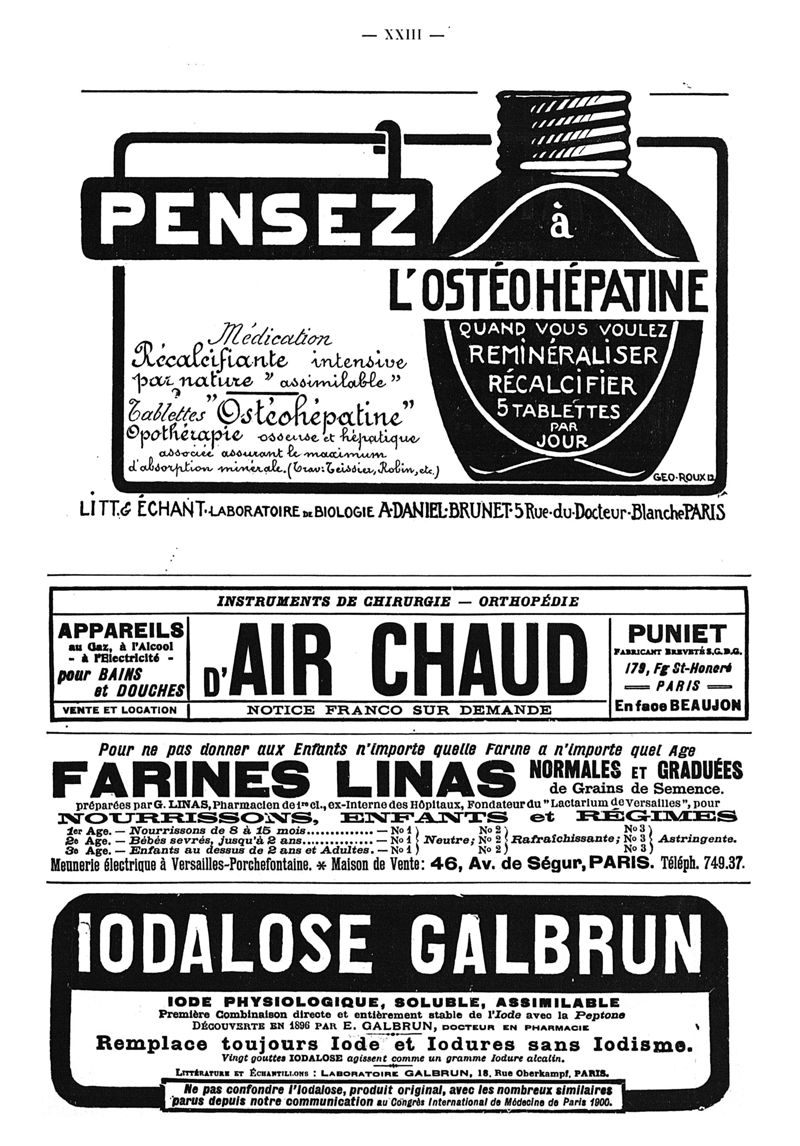 — XXIII —
PENSEZ
à
L'OSTÉOHÉPATINE
QUAND VOUS VOULEZ
REMINÉRALISER
RÉCALCIFIER
5 TABLETTES
PAR
JOUR
GEO-ROUX
Médication
Récalcifiante intensive
par nature "assimilable"
Tablettes "Ostéohépatine"
Opothérapie osseuse et hépatique
associée assurant le maximum
d'absorption minérale. (Trav: Teissier, Robin, etc.)
LITT. & ÉCHANT. LABORATOIRE DE BIOLOGIE A. DANIEL-BRUNET. 5 Rue-du-Docteur-Blanche PARIS
INSTRUMENTS DE CHIRURGIE — ORTHOPÉDIE
APPAREILS
au Gaz, à l'Alcool
- à l'Electricité -
pour BAINS
et DOUCHES
VENTE ET LOCATION
D'AIR CHAUD
NOTICE FRANCO SUR DEMANDE
PUNIET
FABRICANT BREVETÉ S.G.D.G.
179, Fg St-Honoré
— PARIS —
En face BEAUJON
Pour ne pas donner aux Enfants n'importe quelle Farine a n'importe quel Age
FARINES LINAS NORMALES ET GRADUÉES
de Grains de Semence.
préparées par G. LINAS, Pharmacien de 1re cl., ex-Interne des Hôpitaux, Fondateur du "Lactarium de Versailles", pour
NOURRISSONS, ENFANTS et RÉGIMES
1er Age. — Nourrissons de 8 à 15 mois............... — No 1 } No 2 } No 3 }
2e Age. — Bébés sevrés, jusqu'à 2 ans............... — No 1 } Neutre; No 2 } Rafraîchissante; No 3 } Astringente.
3e Age. — Enfants au dessus de 2 ans et Adultes. — No 1 } No 2 } No 3 }
Meunerie électrique à Versailles-Porchefontaine. * Maison de Vente: 46, Av. de Ségur, PARIS. Téléph. 749.37.
IODALOSE GALBRUN
IODE PHYSIOLOGIQUE, SOLUBLE, ASSIMILABLE
Première Combinaison directe et entièrement stable de l'Iode avec la Peptone
DÉCOUVERTE EN 1896 PAR E. GALBRUN, DOCTEUR EN PHARMACIE
Remplace toujours Iode et Iodures sans Iodisme.
Vingt gouttes IODALOSE agissent comme un gramme Iodure alcalin.
LITTÉRATURE ET ÉCHANTILLONS : LABORATOIRE GALBRUN, 18, Rue Oberkampf, PARIS.
Ne pas confondre l'Iodalose, produit original, avec les nombreux similaires
parus depuis notre communication au Congrès International de Médecine de Paris 1900.